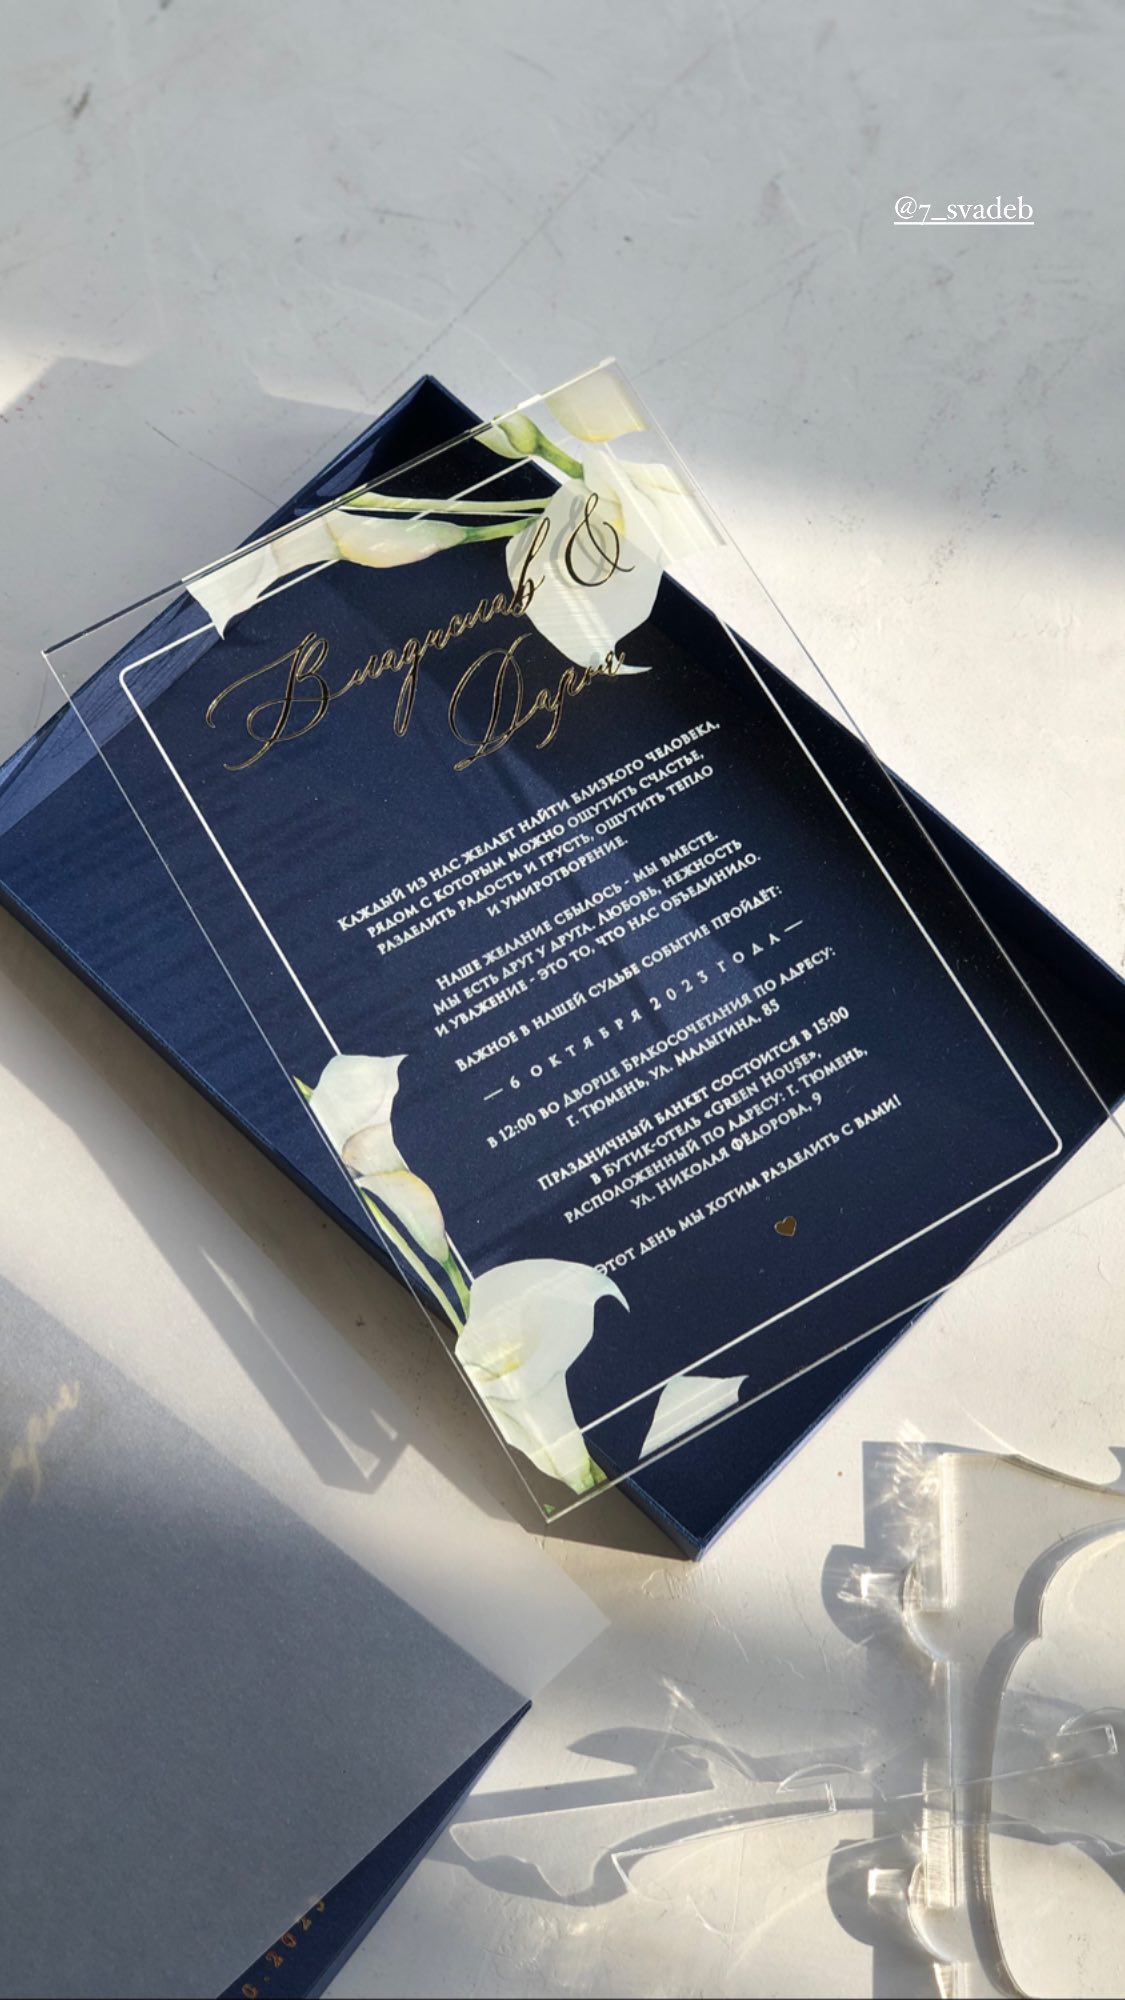 @7_svadeb
Владислав &
Дарья
Каждый из нас желает найти близкого человека,
рядом с которым можно ощутить счастье,
разделить радость и грусть, ощутить тепло
и умиротворение.
Наше желание сбылось - мы вместе.
Мы есть друг у друга. Любовь, нежность
и уважение - это то, что нас объединило.
Важное в нашей судьбе событие пройдёт:
— 6 ОКТЯБРЯ 2023 ГОДА —
в 12:00 во Дворце Бракосочетания по адресу:
г. Тюмень, ул. Малыгина, 85
Праздничный банкет состоится в 15:00
в Бутик-отель «Green House»,
расположенный по адресу: г. Тюмень,
ул. Николая Фёдорова, 9
этот день мы хотим разделить с вами!
.2023